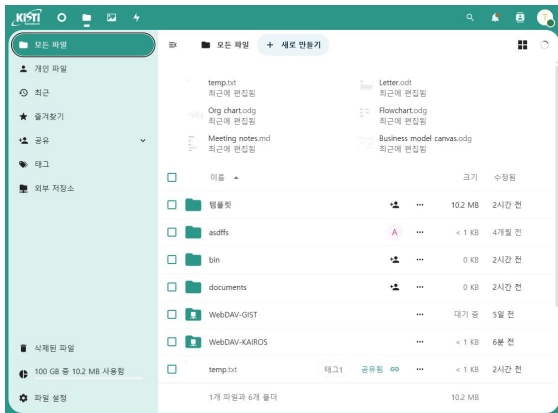 KISTI
모든 파일
개인 파일
최근
즐겨찾기
공유
태그
외부 저장소
삭제된 파일
100 GB 중 10.2 MB 사용함
파일 설정
모든 파일
+ 새로 만들기
temp.txt
최근에 편집됨
Letter.odt
최근에 편집됨
Org chart.odg
최근에 편집됨
Flowchart.odg
최근에 편집됨
Meeting notes.md
최근에 편집됨
Business model canvas.odg
최근에 편집됨
이름 크기 수정됨
템플릿 ... 10.2 MB 2시간 전
asdffs A ... < 1 KB 4개월 전
bin ... 0 KB 2시간 전
documents ... 0 KB 2시간 전
WebDAV-GIST ... 대기 중 5일 전
WebDAV-KAIROS ... < 1 KB 6분 전
temp.txt 태그1 공유됨 ... < 1 KB 2시간 전
1개 파일과 6개 폴더 10.2 MB